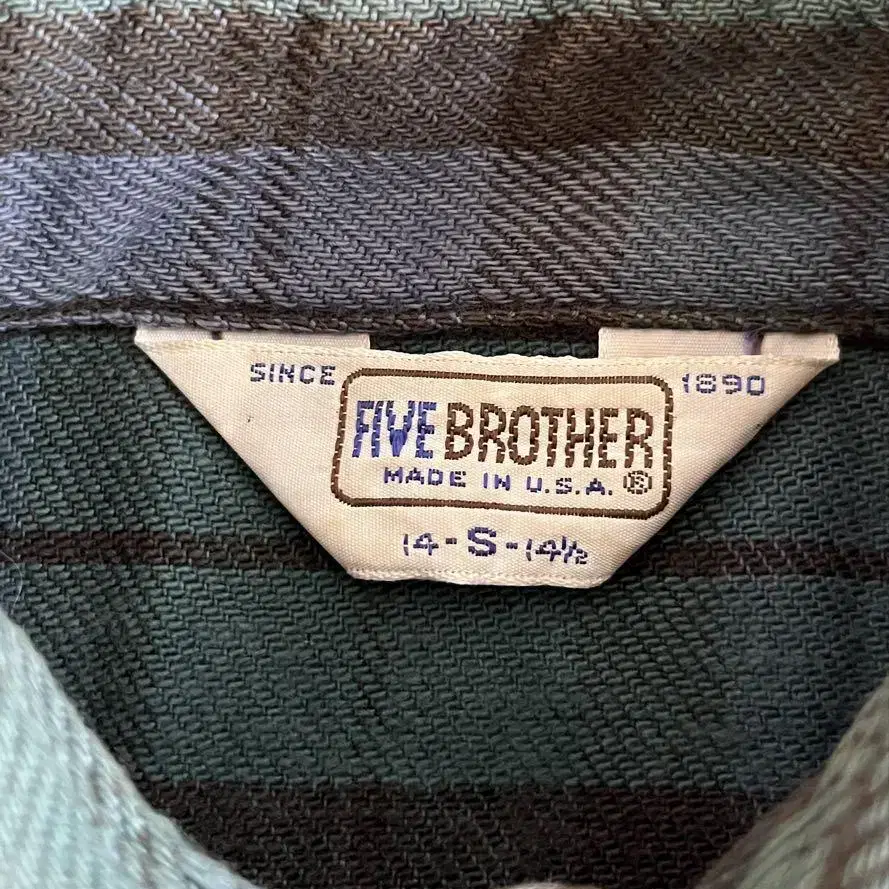 SINCE 1890
FIVE BROTHER
MADE IN U.S.A. ®
14-S-14½